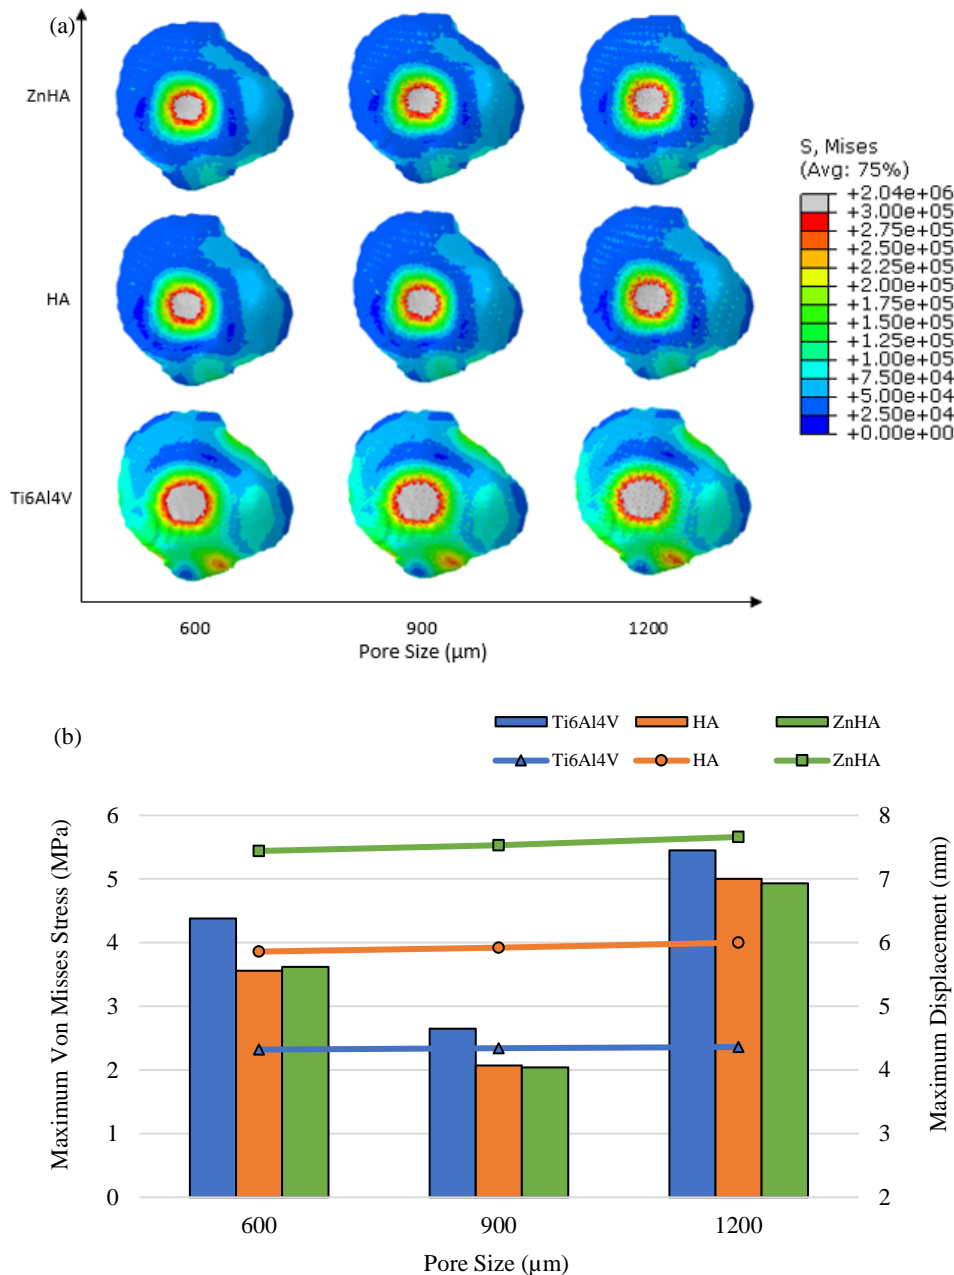 (a)
ZnHA
HA
Ti6Al4V
600 900 1200
Pore Size (µm)
S, Mises
(Avg: 75%)
+2.04e+06
+3.00e+05
+2.75e+05
+2.50e+05
+2.25e+05
+2.00e+05
+1.75e+05
+1.50e+05
+1.25e+05
+1.00e+05
+7.50e+04
+5.00e+04
+2.50e+04
+0.00e+00
(b)
Ti6Al4V HA ZnHA
Ti6Al4V HA ZnHA
Maximum Von Misses Stress (MPa)
6
5
4
3
2
1
0
8
7
6
5
4
3
2
Maximum Displacement (mm)
600 900 1200
Pore Size (µm)